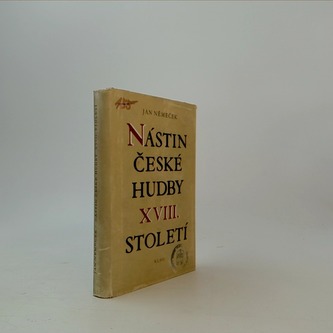 JAN NĚMEČEK
NÁSTIN
ČESKÉ
HUDBY
XVIII.
STOLETÍ